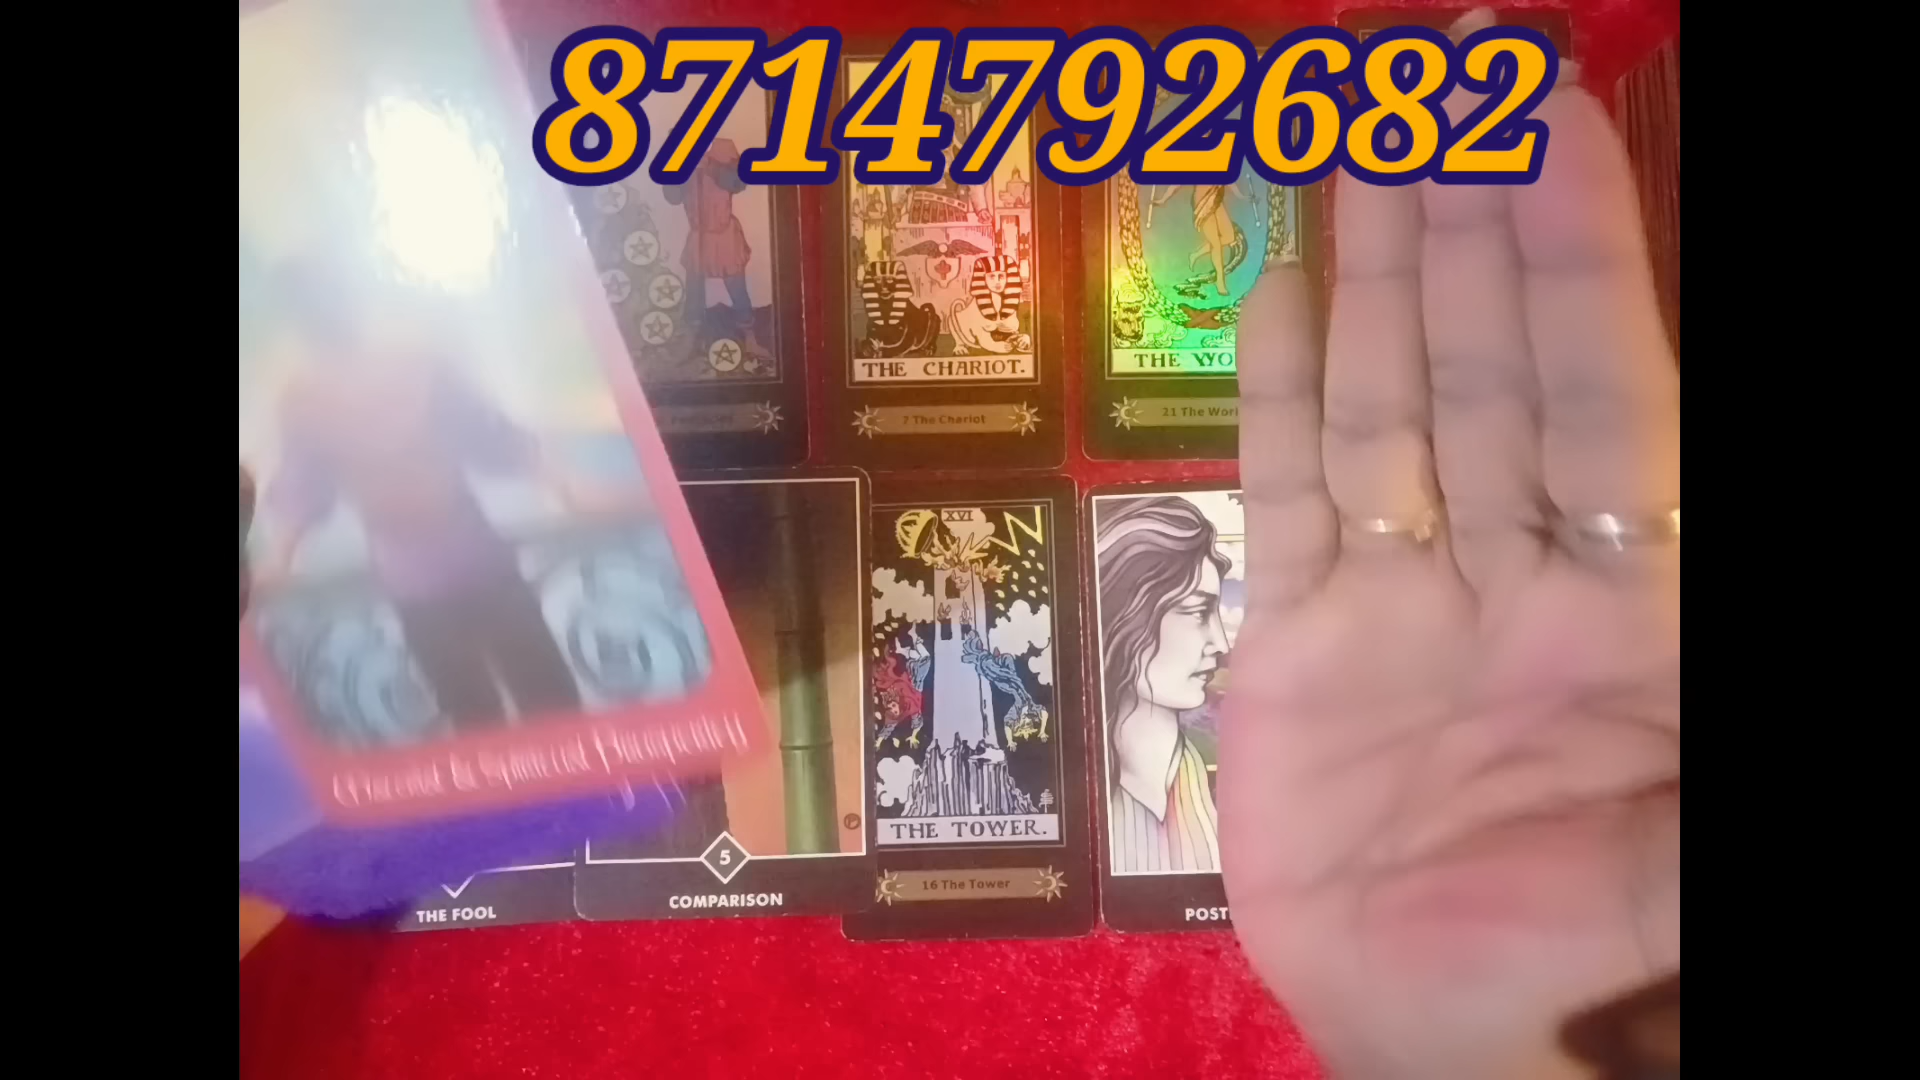 8714792682
THE CHARIOT.
7 The Chariot
THE WO
21 The Worl
XVI
THE TOWER.
16 The Tower
5
COMPARISON
THE FOOL
POST